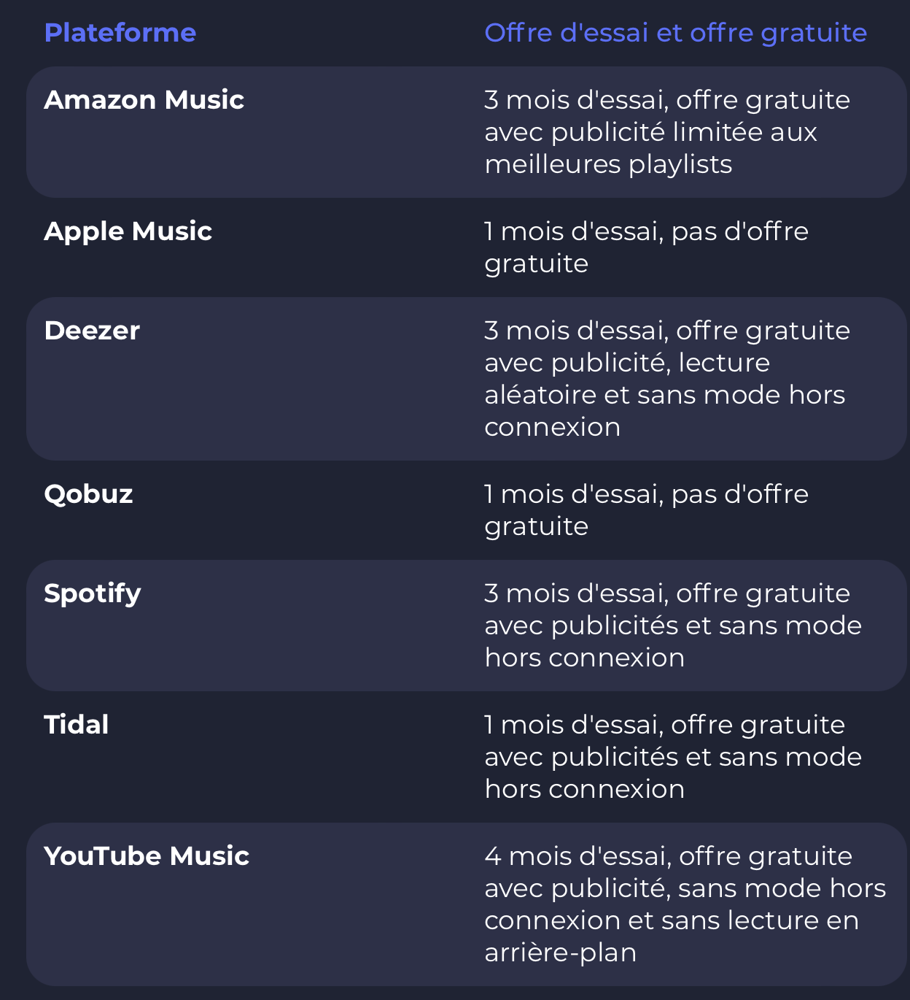 Plateforme
Offre d'essai et offre gratuite
Amazon Music
3 mois d'essai, offre gratuite
avec publicité limitée aux
meilleures playlists
Apple Music
1 mois d'essai, pas d'offre
gratuite
Deezer
3 mois d'essai, offre gratuite
avec publicité, lecture
aléatoire et sans mode hors
connexion
Qobuz
1 mois d'essai, pas d'offre
gratuite
Spotify
3 mois d'essai, offre gratuite
avec publicités et sans mode
hors connexion
Tidal
1 mois d'essai, offre gratuite
avec publicités et sans mode
hors connexion
YouTube Music
4 mois d'essai, offre gratuite
avec publicité, sans mode hors
connexion et sans lecture en
arrière-plan